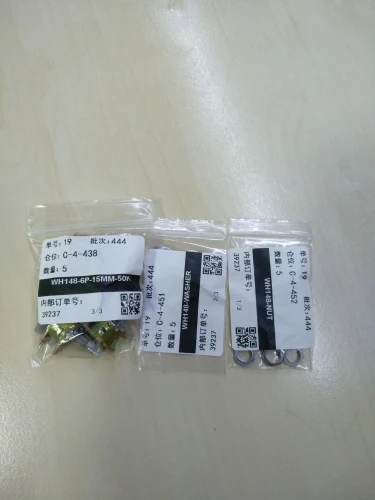 单号: 19 批次: 444
仓位: C-4-438
数量: 5
WH148-6P-15MM-50K
内部订单号:
39237 3/3
单号: 19 批次: 444
仓位: C-4-451
数量: 5
WH148-WASHER
内部订单号:
39237
单号: 19 批次: 444
仓位: C-4-452
数量: 5
WH148-NUT
内部订单号:
39237 1/3